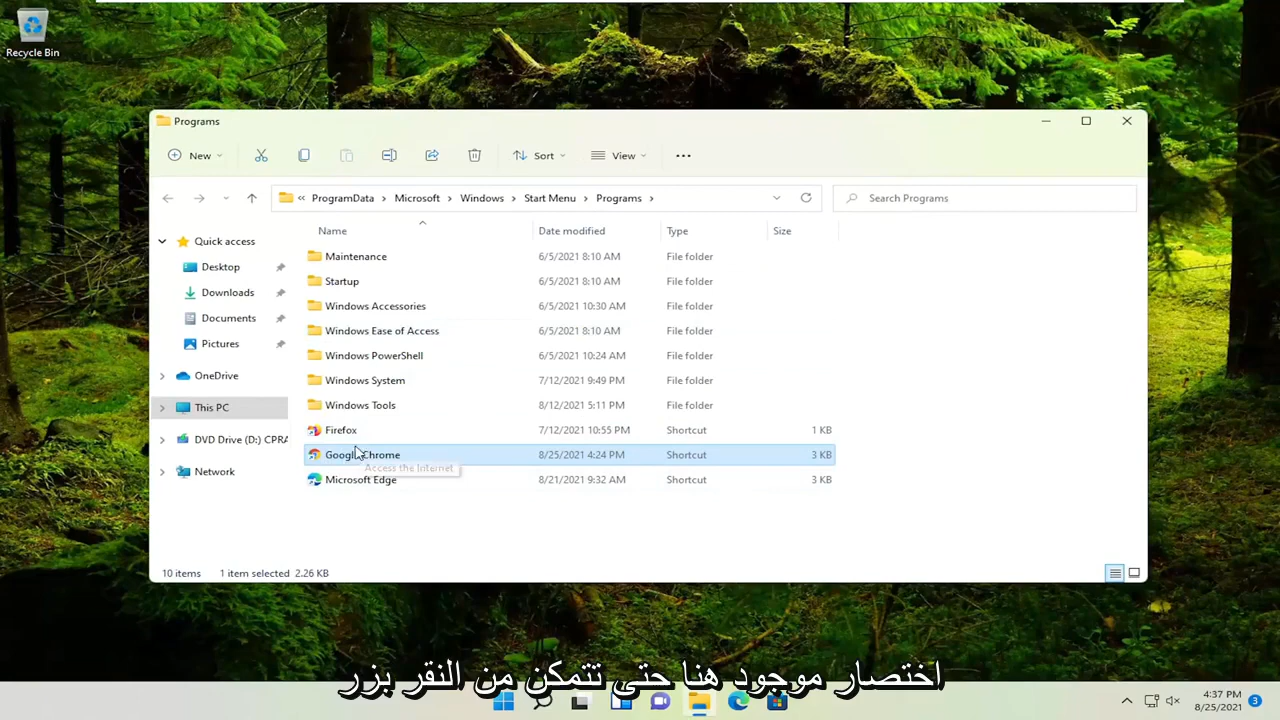 Recycle Bin
Programs
New
Sort
View
ProgramData
Microsoft
Windows
Start Menu
Programs
Search Programs
Name
Date modified
Type
Size
Quick access
Desktop
Downloads
Documents
Pictures
OneDrive
This PC
DVD Drive (D:) CPRA
Network
Maintenance 6/5/2021 8:10 AM File folder
Startup 6/5/2021 8:10 AM File folder
Windows Accessories 6/5/2021 10:30 AM File folder
Windows Ease of Access 6/5/2021 8:10 AM File folder
Windows PowerShell 6/5/2021 10:24 AM File folder
Windows System 7/12/2021 9:49 PM File folder
Windows Tools 8/12/2021 5:11 PM File folder
Firefox 7/12/2021 10:55 PM Shortcut 1 KB
Google Chrome 8/25/2021 4:24 PM Shortcut 3 KB
Access the Internet
Microsoft Edge 8/21/2021 9:32 AM Shortcut 3 KB
10 items 1 item selected 2.26 KB
اختصار موجود هنا حتى تتمكن من النقر بزر
4:37 PM
8/25/2021
3